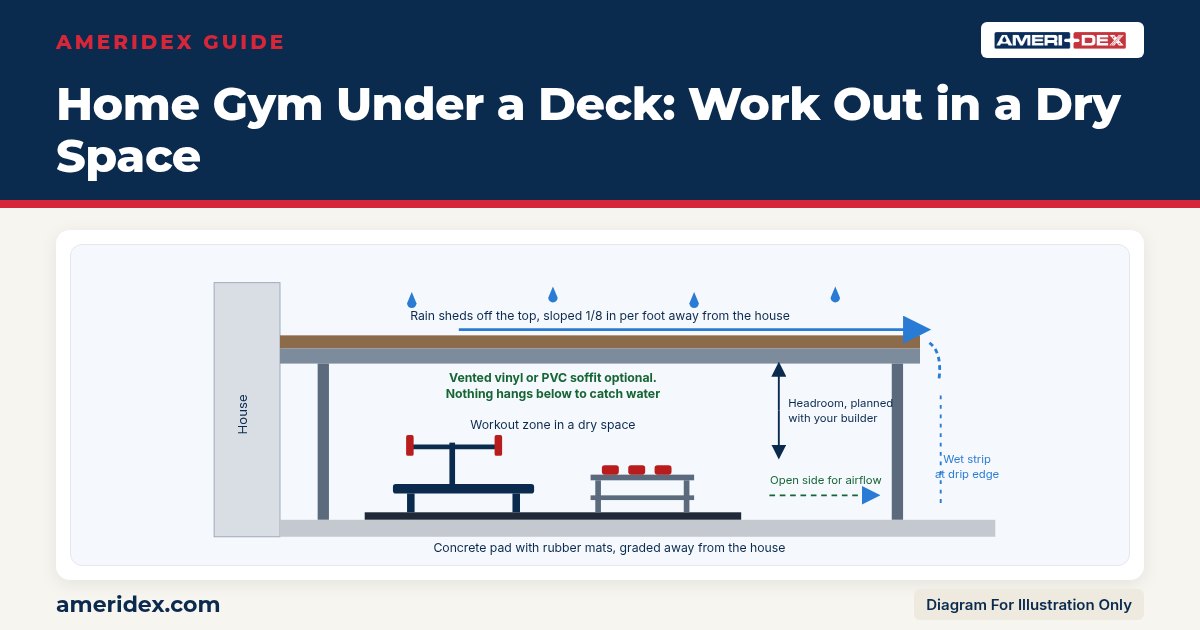 AMERIDEX GUIDE
AMERI-DEX
Home Gym Under a Deck: Work Out in a Dry
Space
Rain sheds off the top, sloped 1/8 in per foot away from the house
Vented vinyl or PVC soffit optional.
Nothing hangs below to catch water
Headroom, planned
with your builder
House
Workout zone in a dry space
Wet strip
at drip edge
Open side for airflow
Concrete pad with rubber mats, graded away from the house
ameridex.com
Diagram For Illustration Only